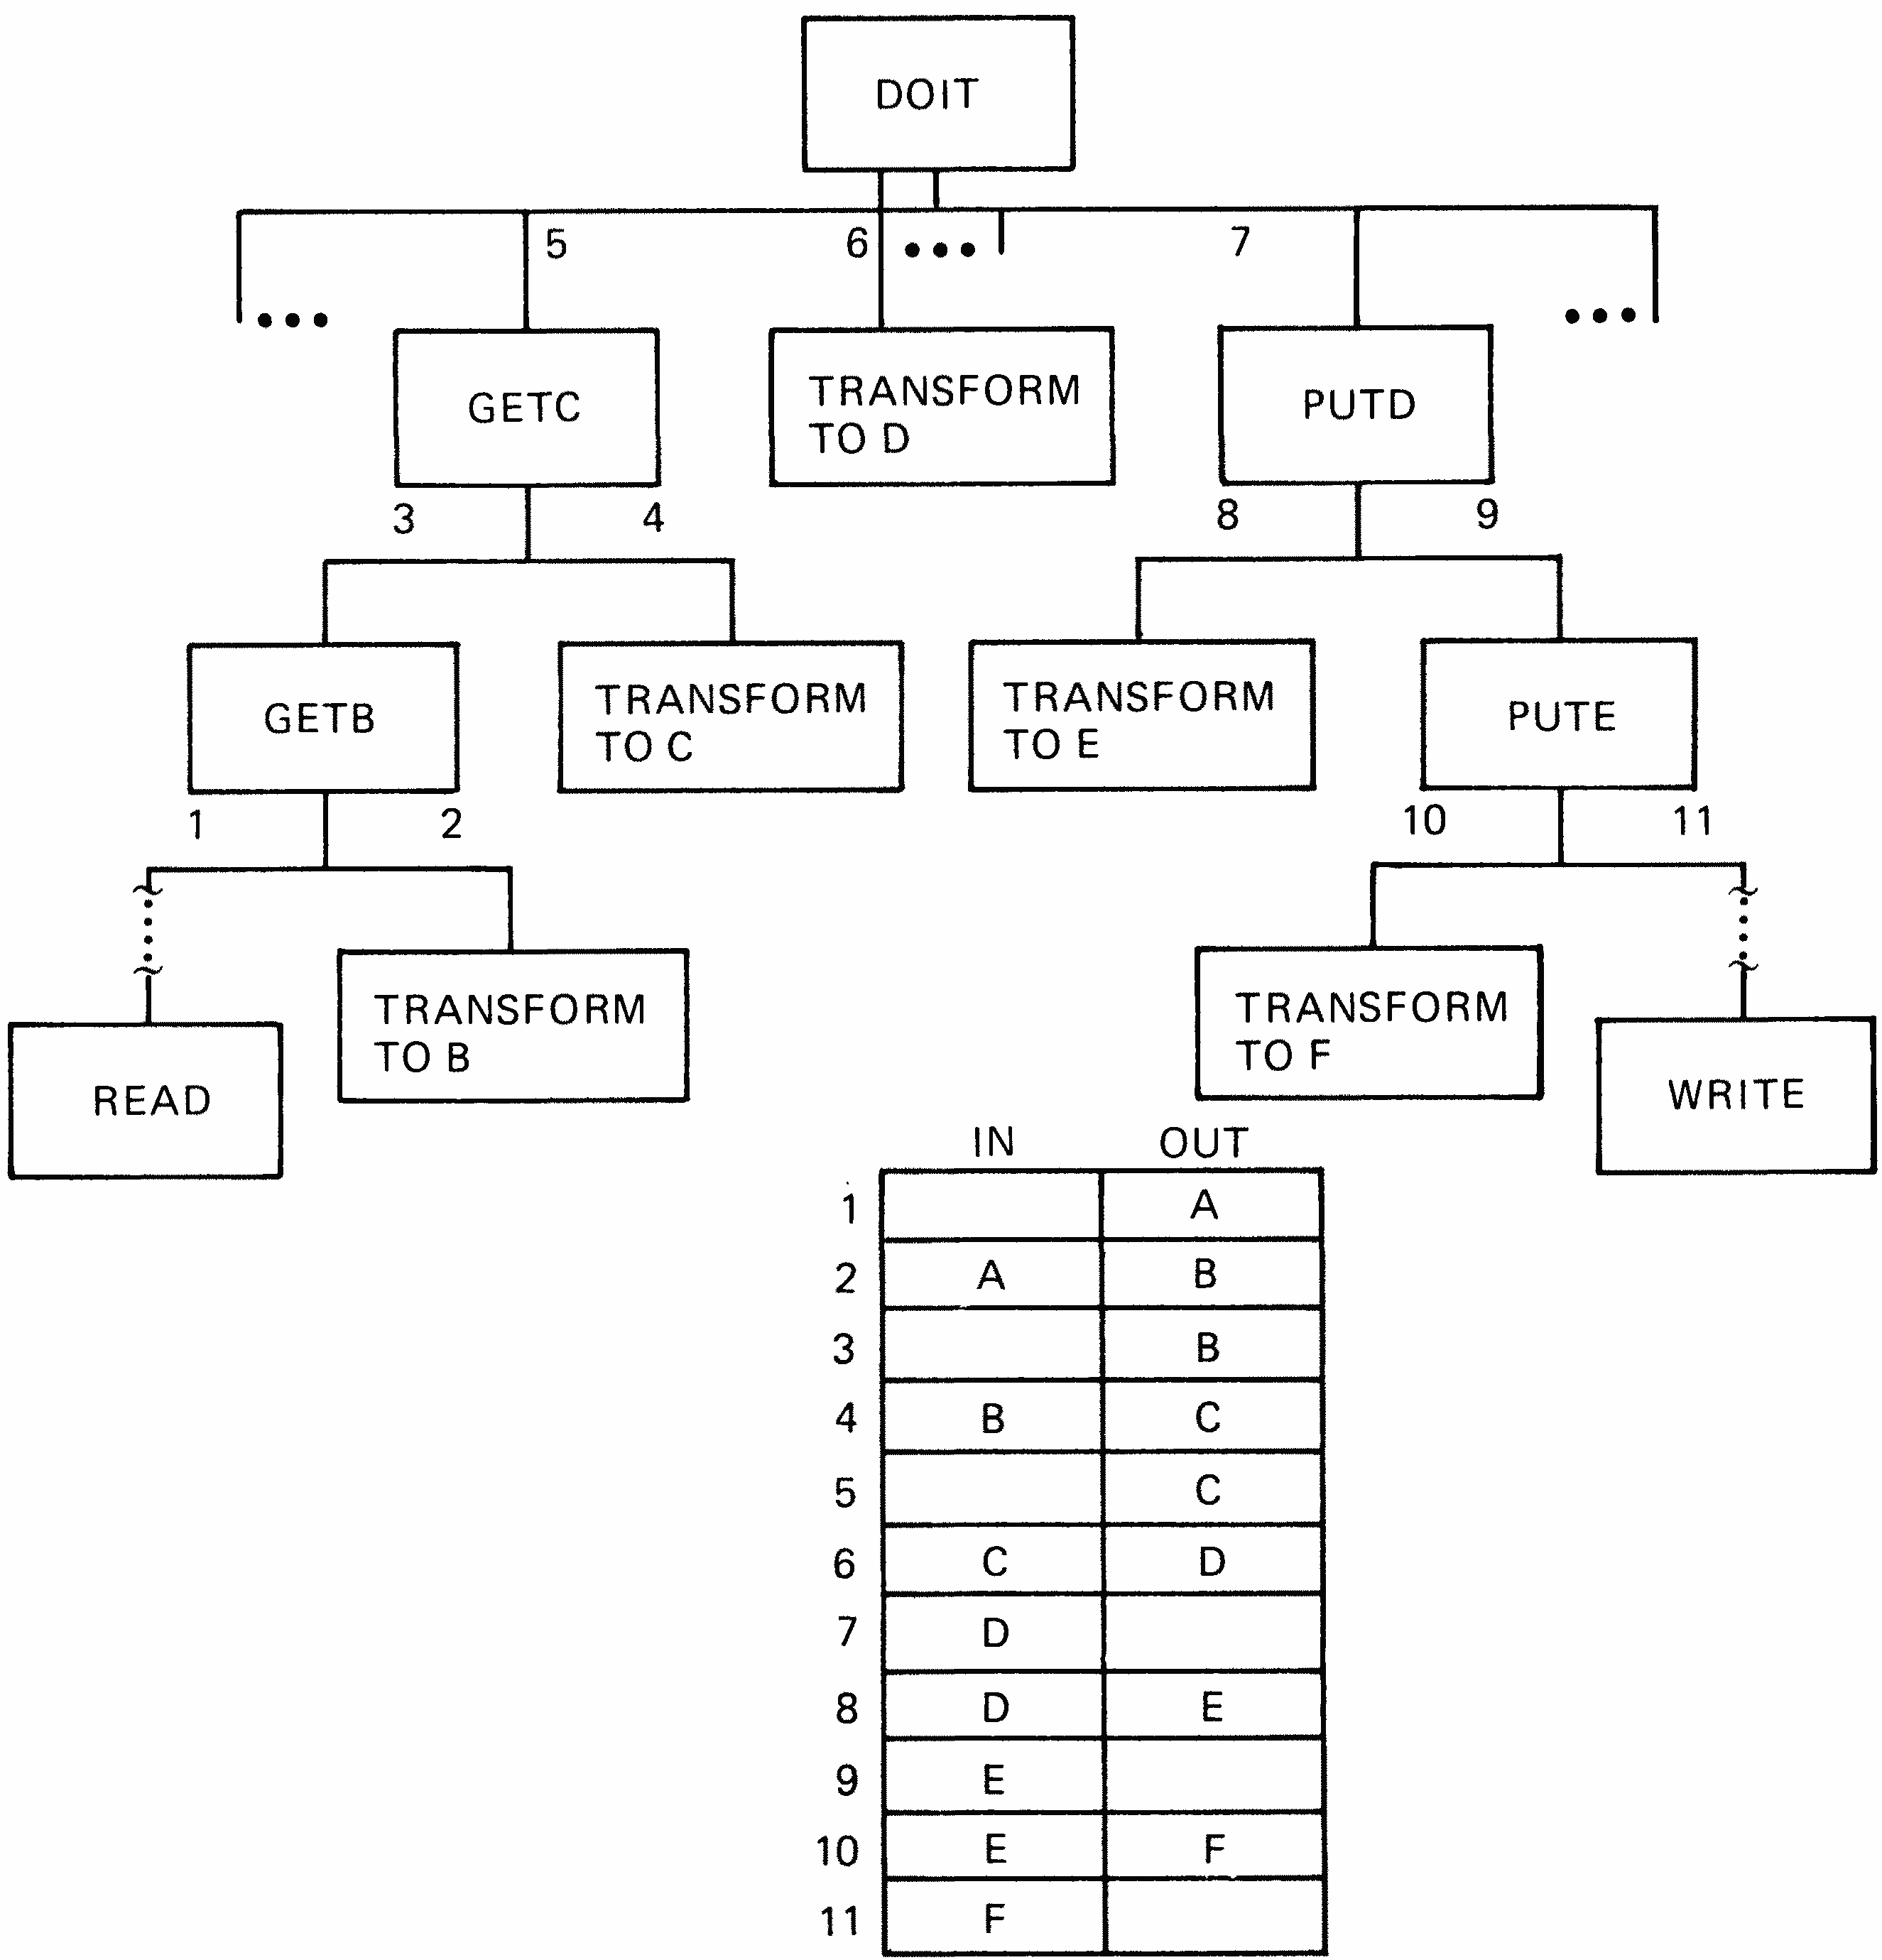 DOIT
5 6 ••• 7
••• •••
GETC
TRANSFORM
TO D
PUTD
3 4 8 9
GETB
TRANSFORM
TO C
TRANSFORM
TO E
PUTE
1 2 10 11
READ
TRANSFORM
TO B
TRANSFORM
TO F
WRITE
IN OUT
1 A
2 A B
3 B
4 B C
5 C
6 C D
7 D
8 D E
9 E
10 E F
11 F